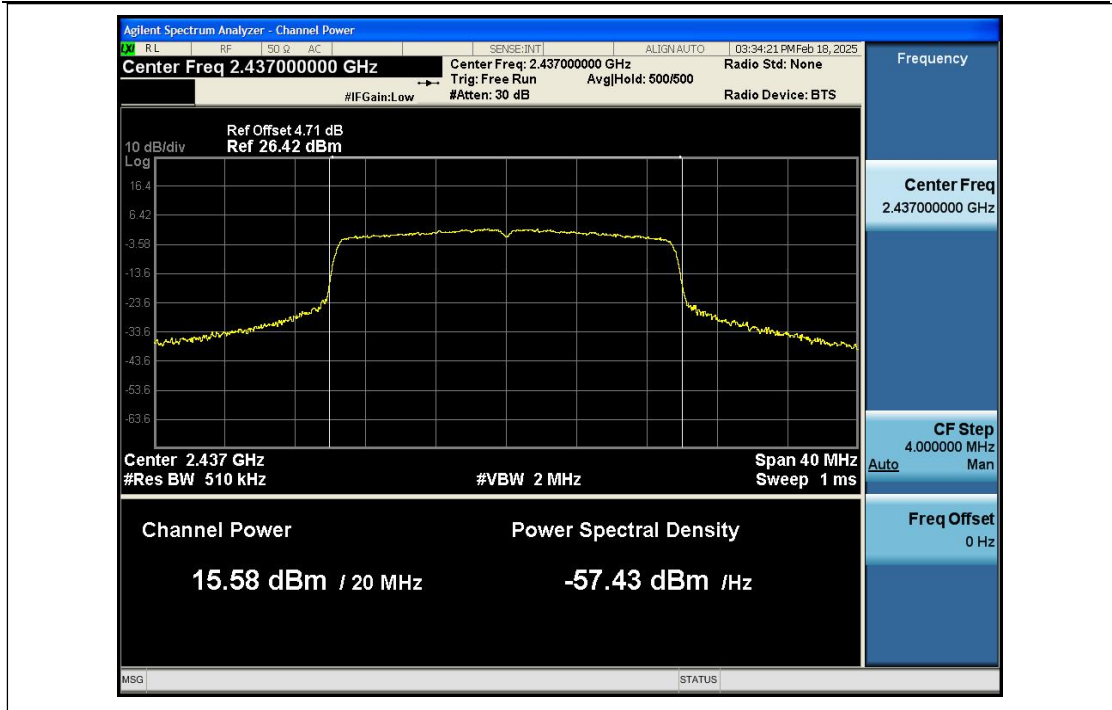 Agilent Spectrum Analyzer - Channel Power
LXI RL RF 50 Ω AC SENSE:INT ALIGN AUTO 03:34:21 PM Feb 18, 2025
Center Freq 2.437000000 GHz
Center Freq: 2.437000000 GHz
Radio Std: None
Trig: Free Run Avg|Hold: 500/500
#IFGain:Low #Atten: 30 dB Radio Device: BTS
Frequency
Ref Offset 4.71 dB
10 dB/div Ref 26.42 dBm
Log
16.4
6.42
-3.58
-13.6
-23.6
-33.6
-43.6
-53.6
-63.6
Center Freq
2.437000000 GHz
Center 2.437 GHz Span 40 MHz
#Res BW 510 kHz #VBW 2 MHz Sweep 1 ms
CF Step
4.000000 MHz
Auto Man
Channel Power Power Spectral Density
15.58 dBm / 20 MHz -57.43 dBm /Hz
Freq Offset
0 Hz
MSG STATUS